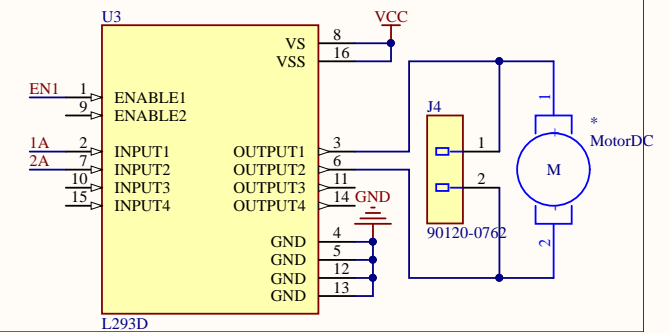 U3
VCC
VS 8
VSS 16
EN1 1 ENABLE1
9 ENABLE2
J4
1
*
MotorDC
1A 2 INPUT1 OUTPUT1 3 1
2A 7 INPUT2 OUTPUT2 6 M
10 INPUT3 OUTPUT3 11 2
15 INPUT4 OUTPUT4 14 GND
90120-0762
GND 4 2
GND 5
GND 12
GND 13
L293D